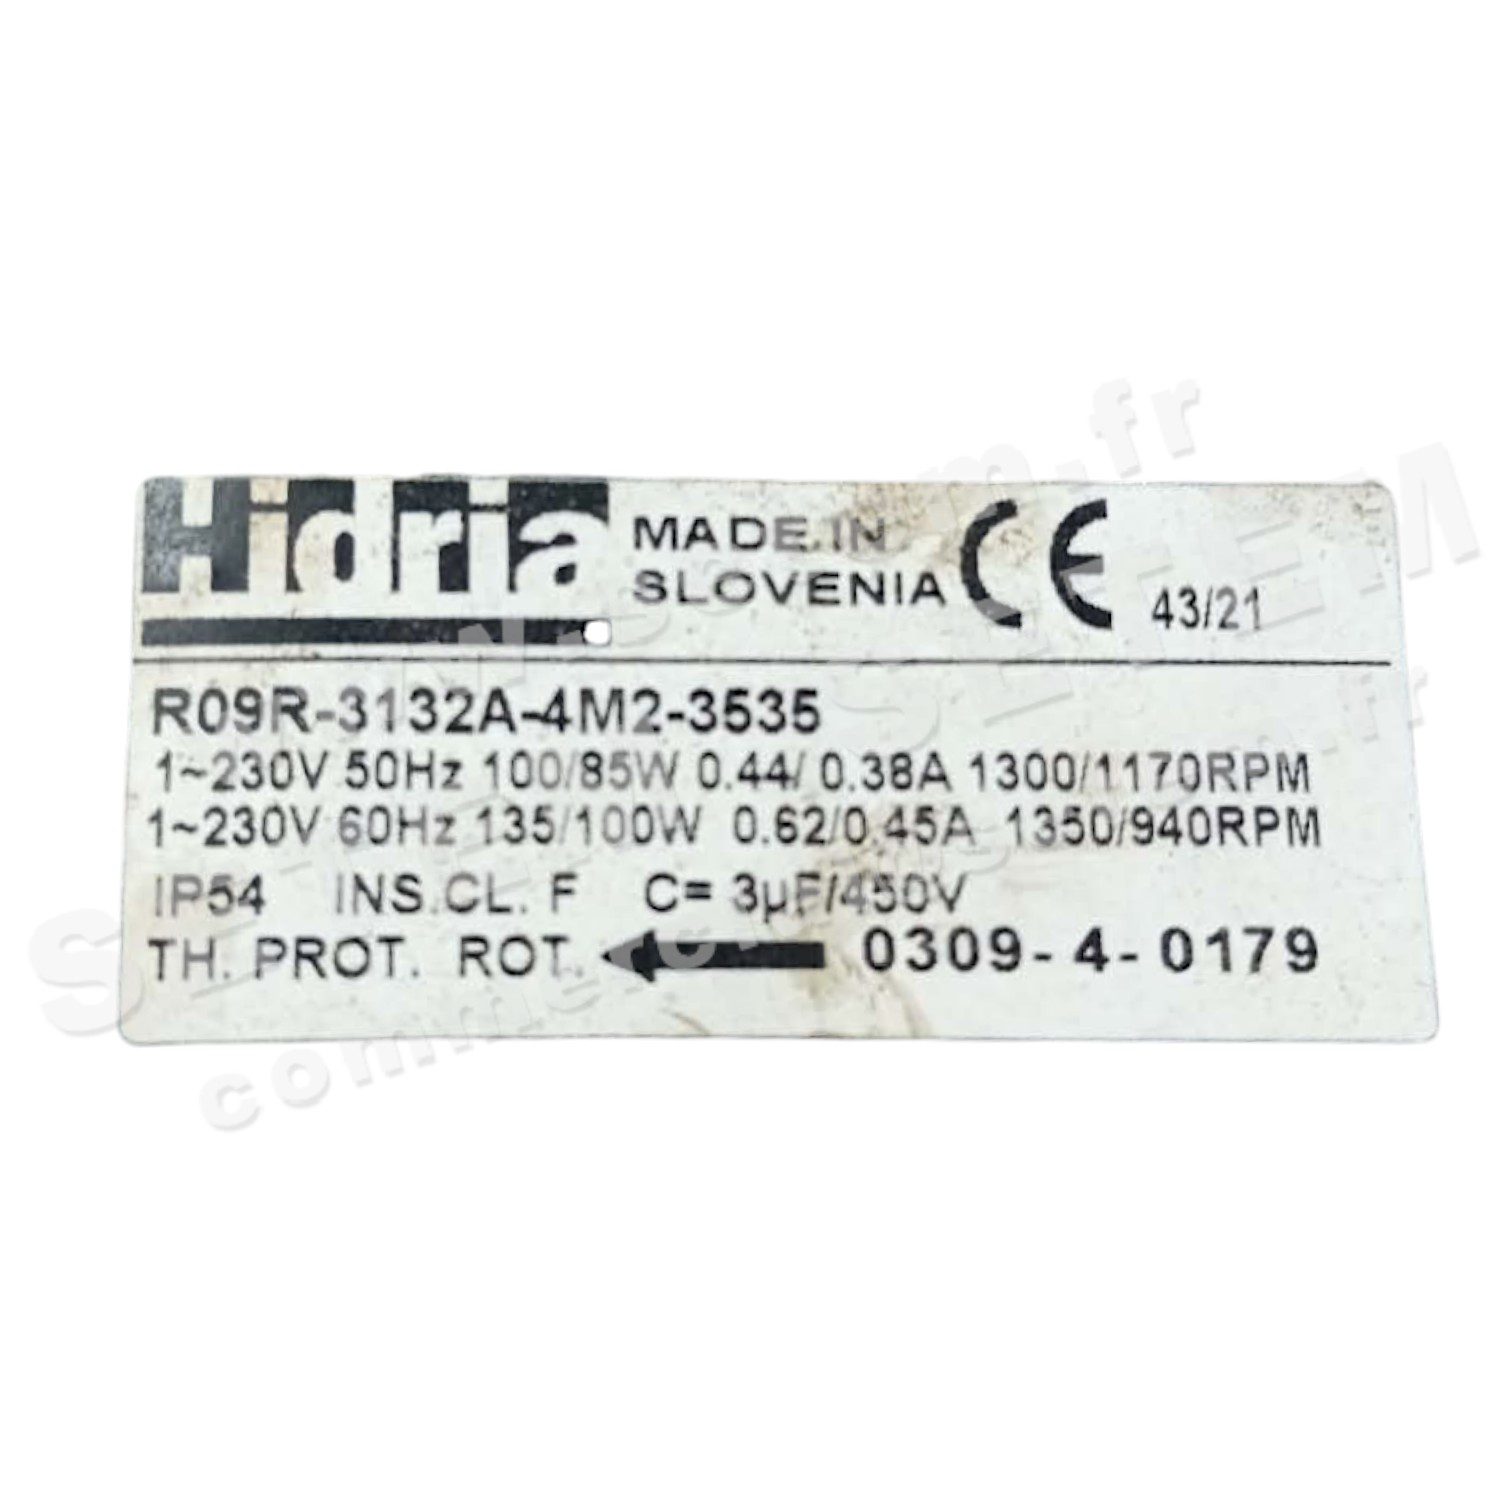 Hidria
MADE IN
SLOVENIA
CE
43/21
R09R-3132A-4M2-3535
1~230V 50Hz 100/85W 0.44/ 0.38A 1300/1170RPM
1~230V 60Hz 135/100W 0.62/0.45A 1350/940RPM
IP54 INS.CL. F C= 3µF/450V
TH. PROT. ROT. 0309-4-0179